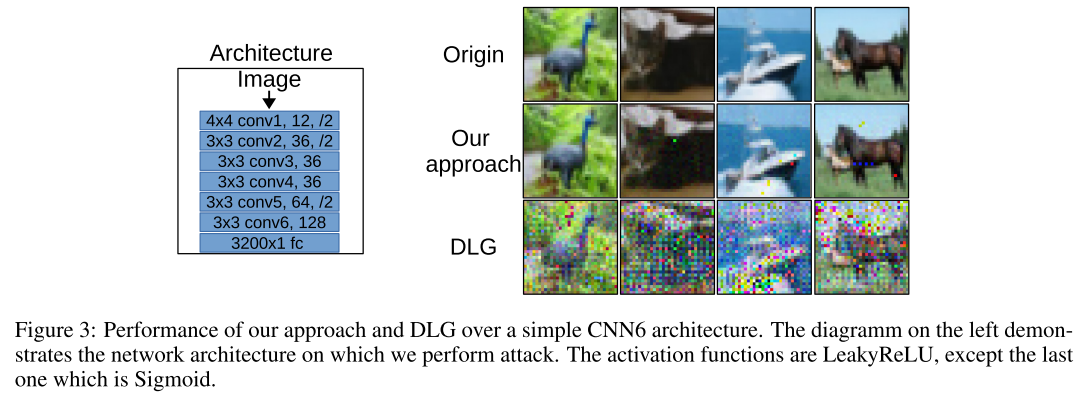 Architecture
Image
4x4 conv1, 12, /2
3x3 conv2, 36, /2
3x3 conv3, 36
3x3 conv4, 36
3x3 conv5, 64, /2
3x3 conv6, 128
3200x1 fc
Origin
Our
approach
DLG
Figure 3: Performance of our approach and DLG over a simple CNN6 architecture. The diagramm on the left demon-
strates the network architecture on which we perform attack. The activation functions are LeakyReLU, except the last
one which is Sigmoid.